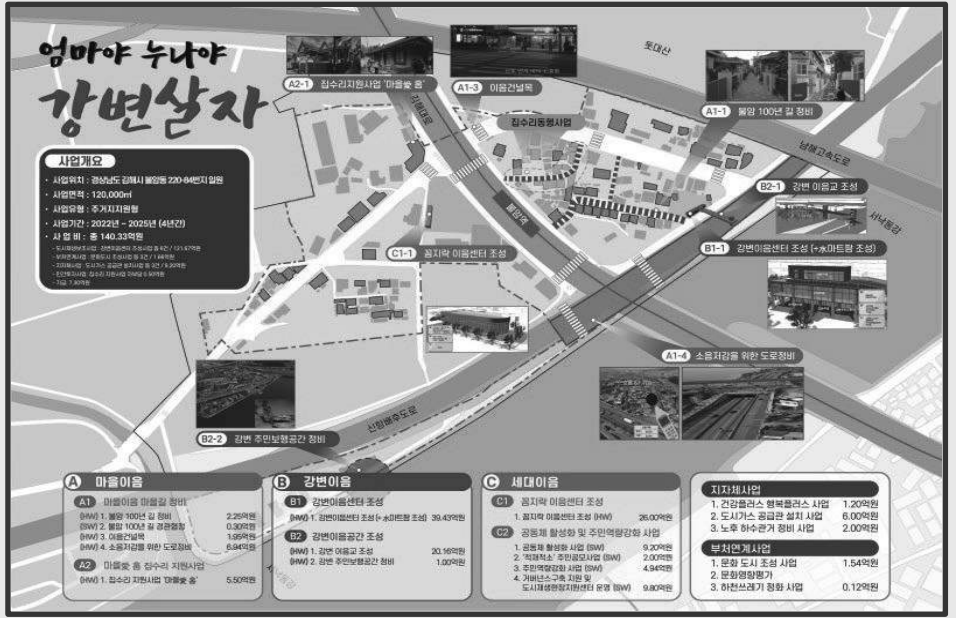 엄마야 누나야
강변살자
사업개요
• 사업위치 : 경상남도 김해시 불암동 220-84번지 일원
• 사업면적 : 120,000㎡
• 사업유형 : 주거지지원형
• 사업기간 : 2022년 ~ 2025년 (4년간)
• 사 업 비 : 총 140.33억원
A2-1 집수리지원사업 '마을愛 홈'
A1-3 이음건널목
돗대산
A1-1 불암 100년 길 정비
김해대로
집수리동행사업
남해고속도로
B2-1 강변 이음교 조성
서낙동강
불암역
C1-1 꼼지락 이음센터 조성
B1-1 강변이음센터 조성 (+水마트팜 조성)
A1-4 소음저감을 위한 도로정비
신항배후도로
B2-2 강변 주민보행공간 정비
A 마을이음
A1 마을이음 마을길 정비
(HW) 1. 불암 100년 길 정비 2.25억원
(SW) 2. 불암 100년 길 경관협정 0.30억원
(HW) 3. 이음건널목 1.95억원
(HW) 4. 소음저감을 위한 도로정비 6.94억원
A2 마을愛 홈 집수리 지원사업
(HW) 1. 집수리 지원사업 '마을愛 홈' 5.50억원
B 강변이음
B1 강변이음센터 조성
(HW) 1. 강변이음센터 조성 (+ 水마트팜 조성) 39.43억원
B2 강변이음공간 조성
(HW) 1. 강변 이음교 조성 20.16억원
(HW) 2. 강변 주민보행공간 정비 1.00억원
C 세대이음
C1 꼼지락 이음센터 조성
1. 꼼지락 이음센터 조성 (HW) 26.00억원
C2 공동체 활성화 및 주민역량강화 사업
1. 공동체 활성화 사업 (SW) 9.20억원
2. '적재적소' 주민공모사업 (SW) 2.00억원
3. 주민역량강화 사업 (SW) 4.94억원
4. 거버넌스구축 지원 및
도시재생현장지원센터 운영 (SW) 9.80억원
지자체사업
1. 건강플러스 행복플러스 사업 1.20억원
2. 도시가스 공급관 설치 사업 6.00억원
3. 노후 하수관거 정비 사업 2.00억원
부처연계사업
1. 문화 도시 조성 사업 1.54억원
2. 문화영향평가
3. 하천쓰레기 정화 사업 0.12억원